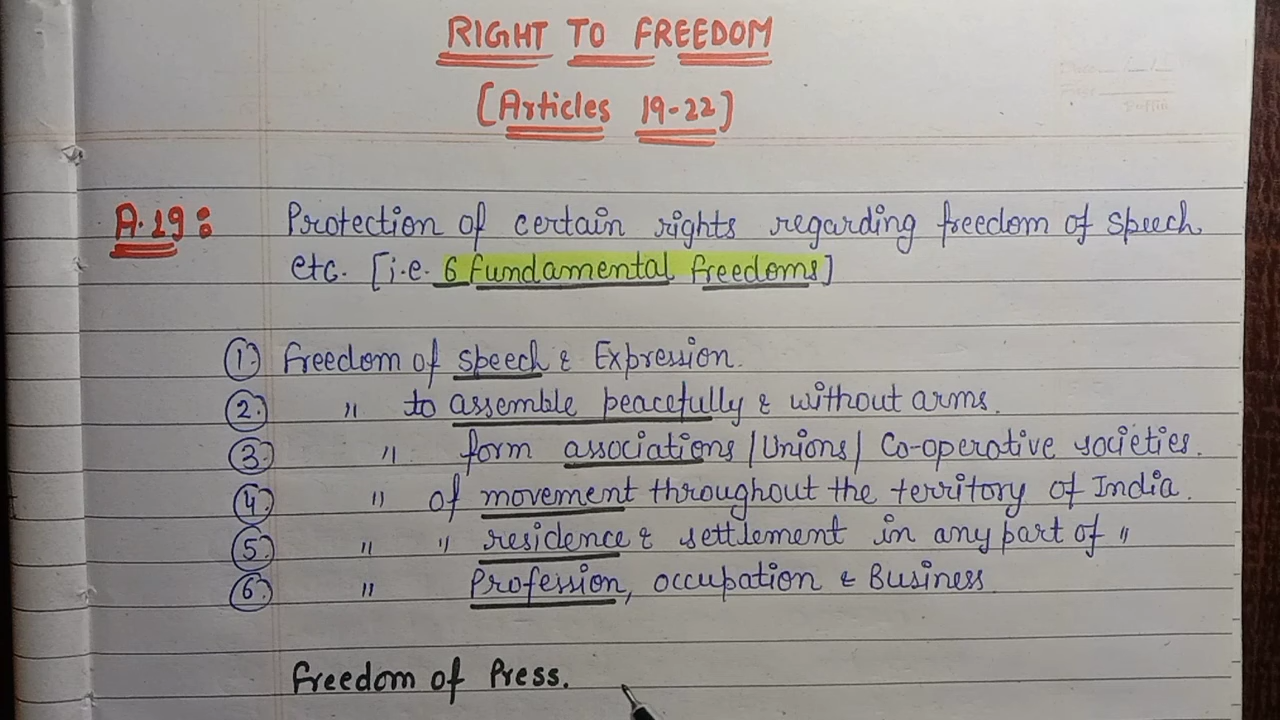 RIGHT TO FREEDOM
[Articles 19-22]
A.19: Protection of certain rights regarding freedom of speech
etc. [i.e. 6 fundamental freedoms]
1) freedom of speech & Expression.
2) " to assemble peacefully & without arms.
3) " form associations/Unions/Co-operative societies.
4) " of movement throughout the territory of India.
5) " " residence & settlement in any part of "
6) " Profession, occupation & Business
freedom of Press.